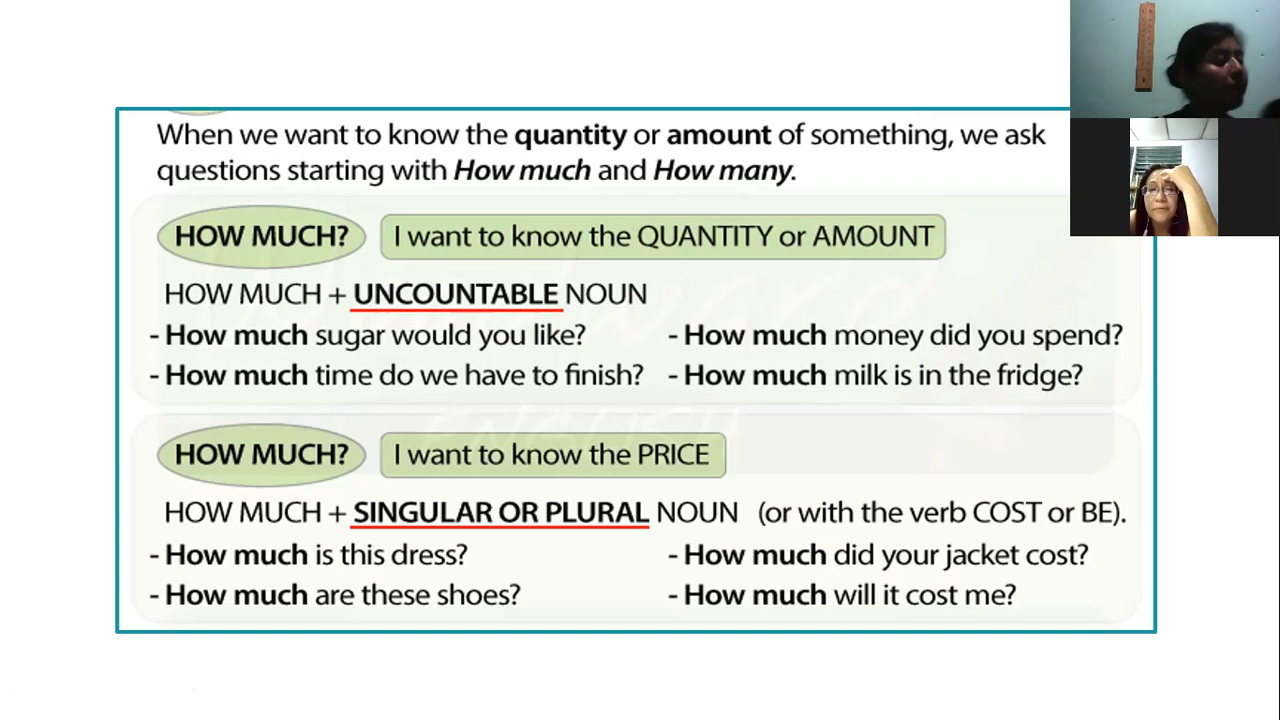 When we want to know the quantity or amount of something, we ask
questions starting with How much and How many.
HOW MUCH? I want to know the QUANTITY or AMOUNT
HOW MUCH + UNCOUNTABLE NOUN
- How much sugar would you like? - How much money did you spend?
- How much time do we have to finish? - How much milk is in the fridge?
ENGLISH
HOW MUCH? I want to know the PRICE
HOW MUCH + SINGULAR OR PLURAL NOUN (or with the verb COST or BE).
- How much is this dress? - How much did your jacket cost?
- How much are these shoes? - How much will it cost me?